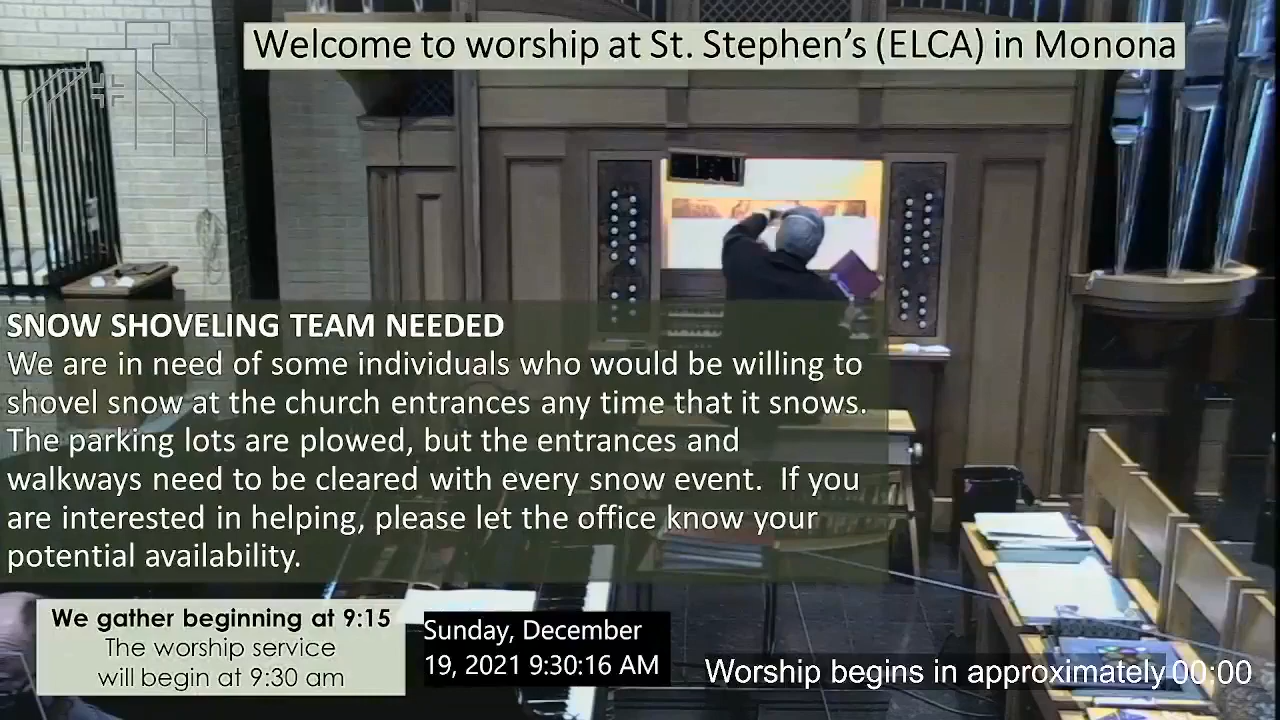 Welcome to worship at St. Stephen's (ELCA) in Monona
SNOW SHOVELING TEAM NEEDED
We are in need of some individuals who would be willing to
shovel snow at the church entrances any time that it snows.
The parking lots are plowed, but the entrances and
walkways need to be cleared with every snow event.  If you
are interested in helping, please let the office know your
potential availability.
We gather beginning at 9:15
The worship service
will begin at 9:30 am
Sunday, December
19, 2021 9:30:16 AM
Worship begins in approximately 00:00